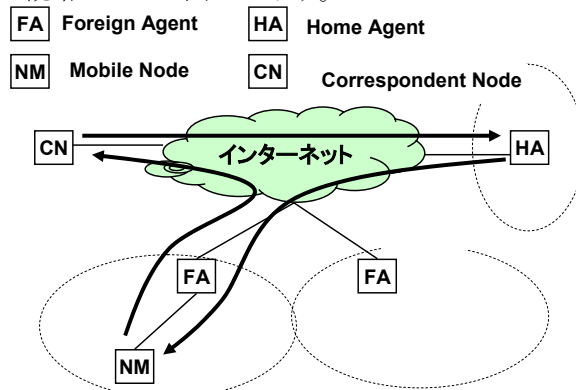 FA Foreign Agent HA Home Agent
NM Mobile Node CN Correspondent Node
CN インターネット HA
FA FA
NM